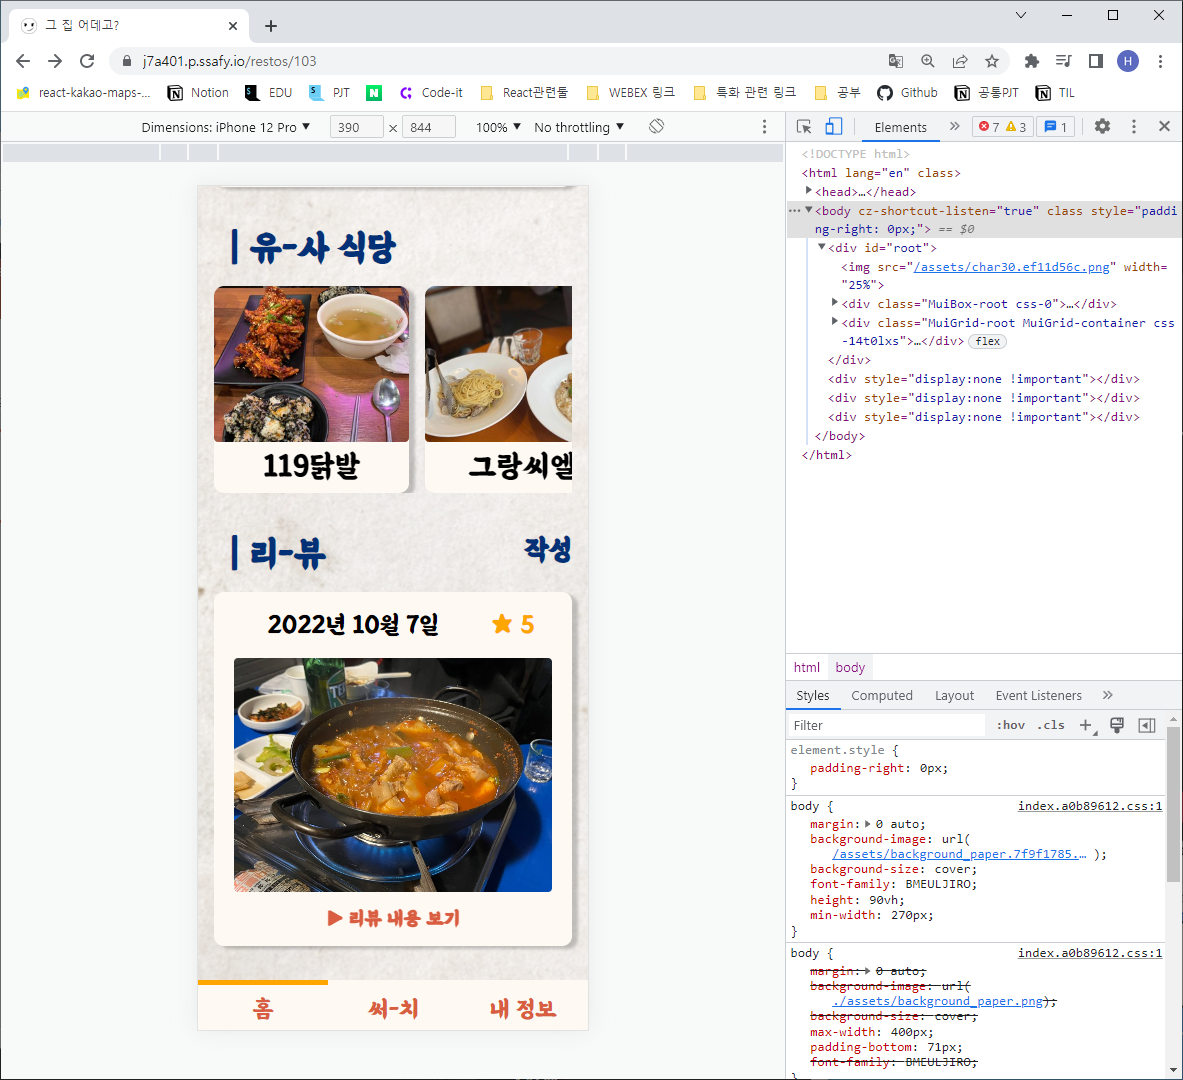 그 집 어데고?
j7a401.p.ssafy.io/restos/103
H
react-kakao-maps-...
Notion
EDU
PJT
Code-it
React관련툴
WEBEX 링크
특화 관련 링크
공부
Github
공통PJT
TIL
Dimensions: iPhone 12 Pro ▼ 390 × 844 100% ▼ No throttling ▼
| 유-사 식당
119닭발
그랑씨엘
| 리-뷰
작성
2022년 10월 7일
★ 5
▶ 리뷰 내용 보기
홈
써-치
내 정보
Elements » 7 3 1
<!DOCTYPE html>
<html lang="en" class>
▶<head>…</head>
··· ▼<body cz-shortcut-listen="true" class style="paddi
ng-right: 0px;"> == $0
▼<div id="root">
<img src="/assets/char30.ef11d56c.png" width=
"25%">
▶<div class="MuiBox-root css-0">…</div>
▶<div class="MuiGrid-root MuiGrid-container css
-14t0lxs">…</div> flex
</div>
<div style="display:none !important"></div>
<div style="display:none !important"></div>
<div style="display:none !important"></div>
</body>
</html>
html body
Styles Computed Layout Event Listeners »
Filter :hov .cls +
element.style {
padding-right: 0px;
}
body { index.a0b89612.css:1
margin: ▶ 0 auto;
background-image: url(
/assets/background_paper.7f9f1785.… );
background-size: cover;
font-family: BMEULJIRO;
height: 90vh;
min-width: 270px;
}
body { index.a0b89612.css:1
margin: ▶ 0 auto;
background-image: url(
./assets/background_paper.png);
background-size: cover;
max-width: 400px;
padding-bottom: 71px;
font-family: BMEULJIRO;
}